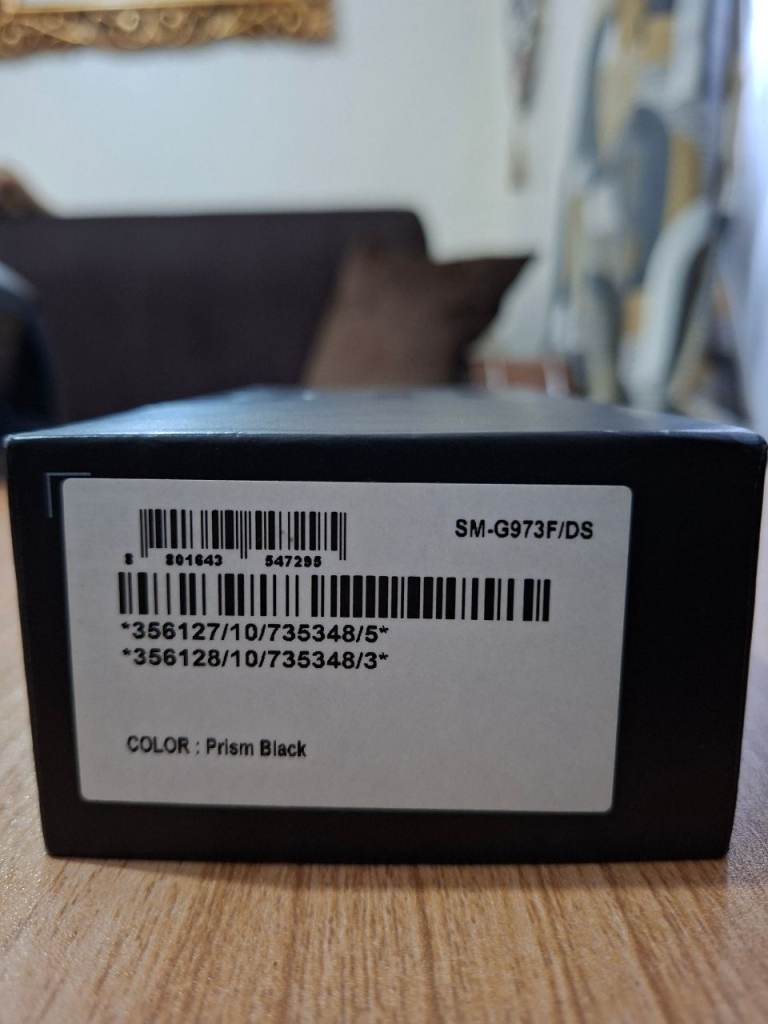 SM-G973F/DS
8 801643 547295
*356127/10/735348/5*
*356128/10/735348/3*
COLOR : Prism Black